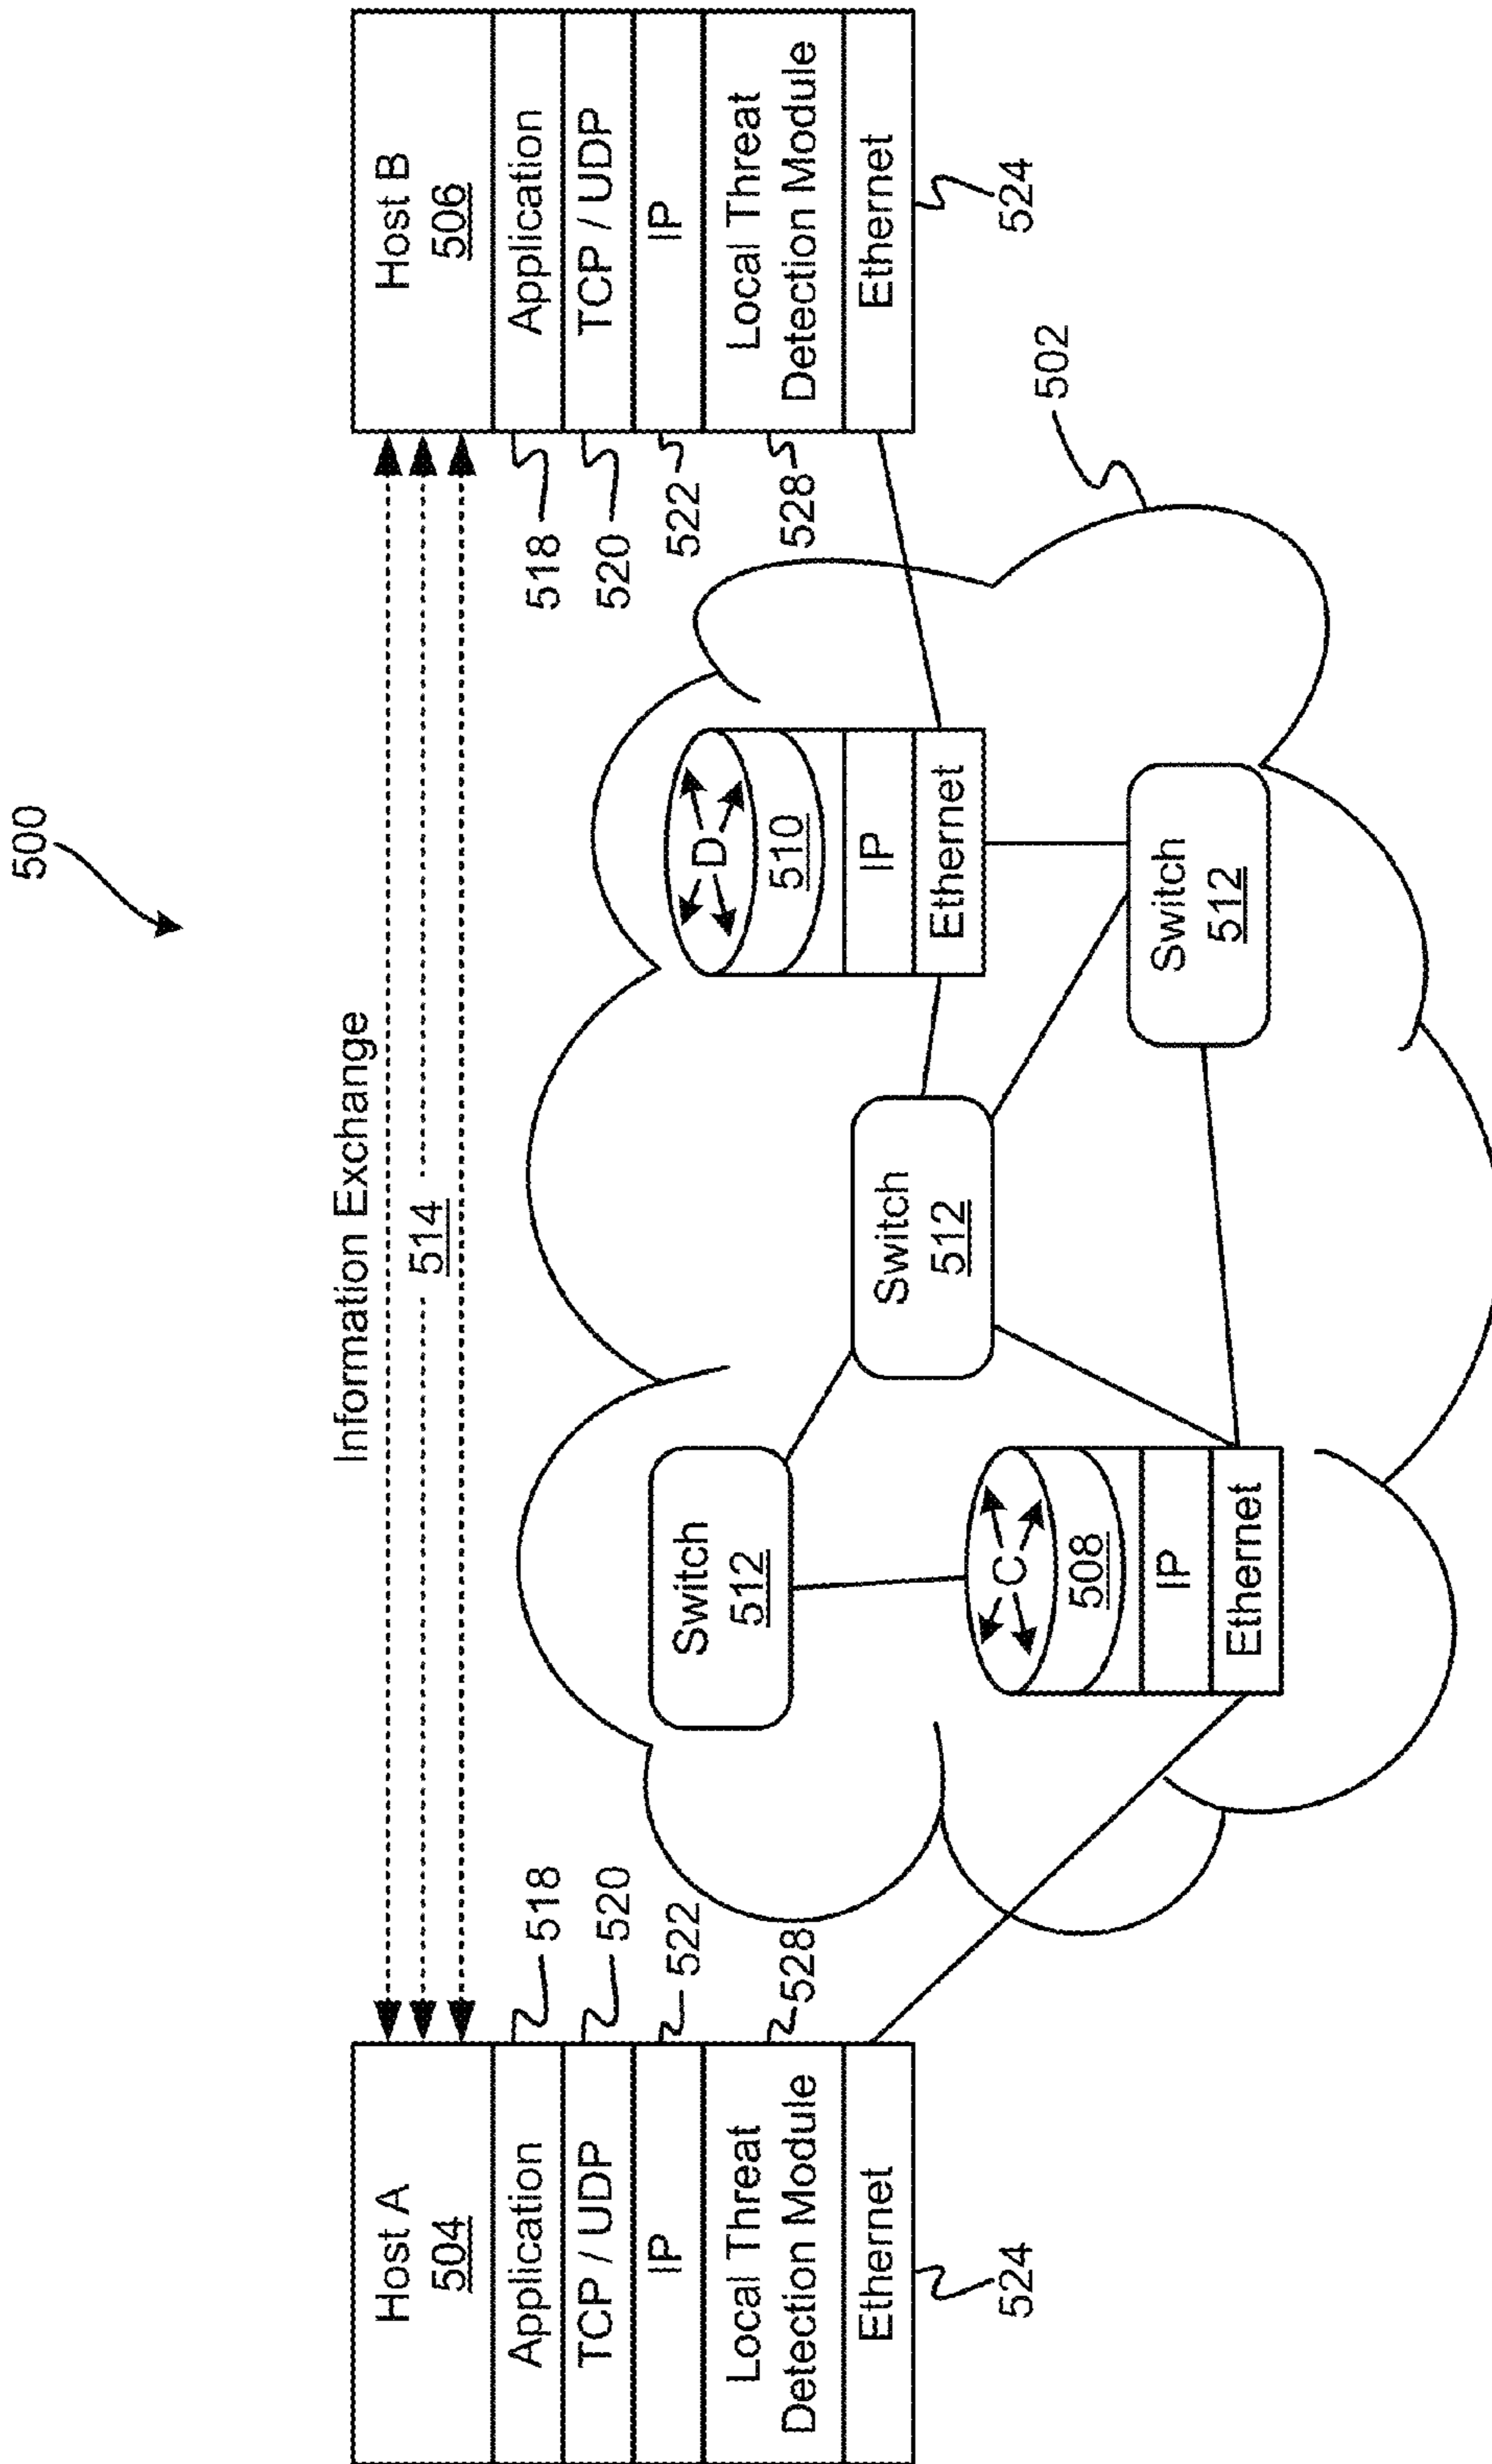 500
Information Exchange
514
Host A
504
Application
TCP / UDP
IP
Local Threat
Detection Module
Ethernet
518
520
522
528
524
Host B
506
Application
TCP / UDP
IP
Local Threat
Detection Module
Ethernet
518
520
522
528
524
502
Switch
512
C
508
IP
Ethernet
Switch
512
D
510
IP
Ethernet
Switch
512